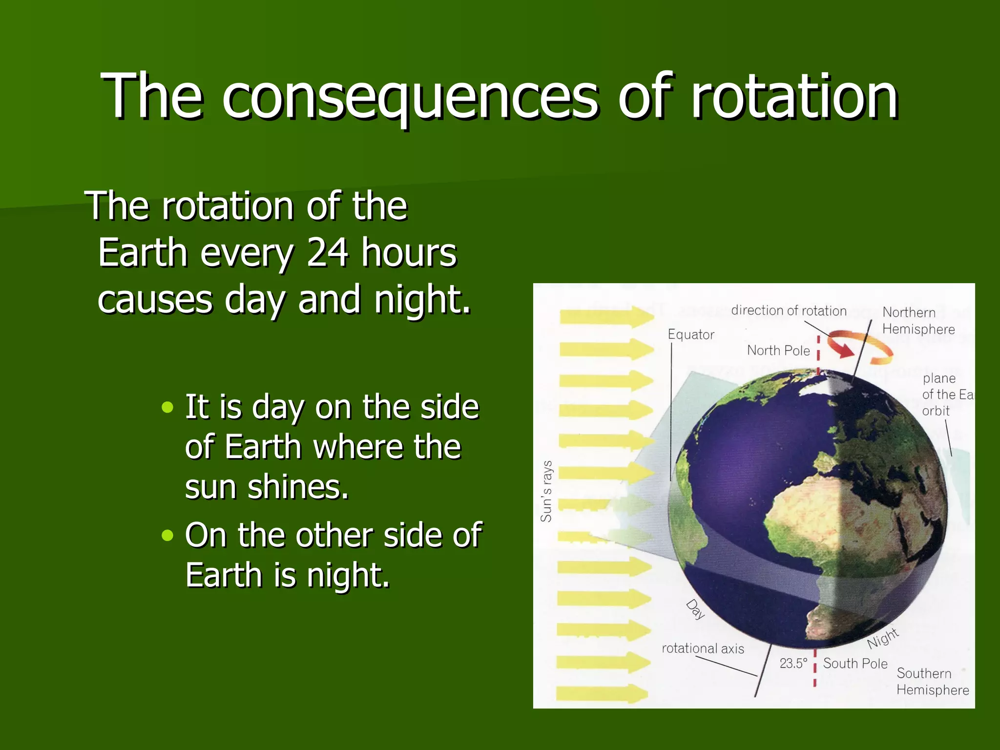 The consequences of rotation
The rotation of the
Earth every 24 hours
causes day and night.
• It is day on the side
of Earth where the
sun shines.
• On the other side of
Earth is night.
direction of rotation
Northern
Hemisphere
Equator
North Pole
plane
of the Ea
orbit
Sun's rays
Day
Night
rotational axis
23.5°
South Pole
Southern
Hemisphere